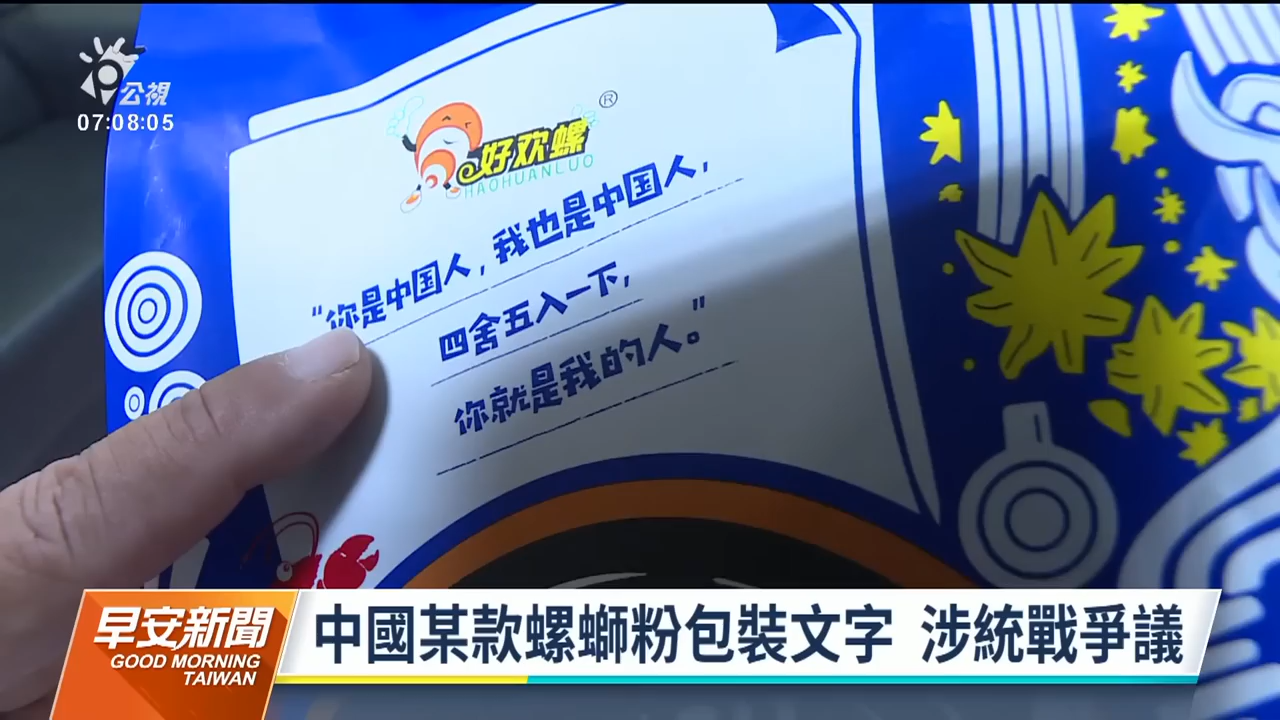 公視
07:08:05
好欢螺®
HAOHUANLUO
“你是中国人,我也是中国人,
四舍五入一下,
你就是我的人。”
早安新聞
GOOD MORNING
TAIWAN
中國某款螺螄粉包裝文字 涉統戰爭議